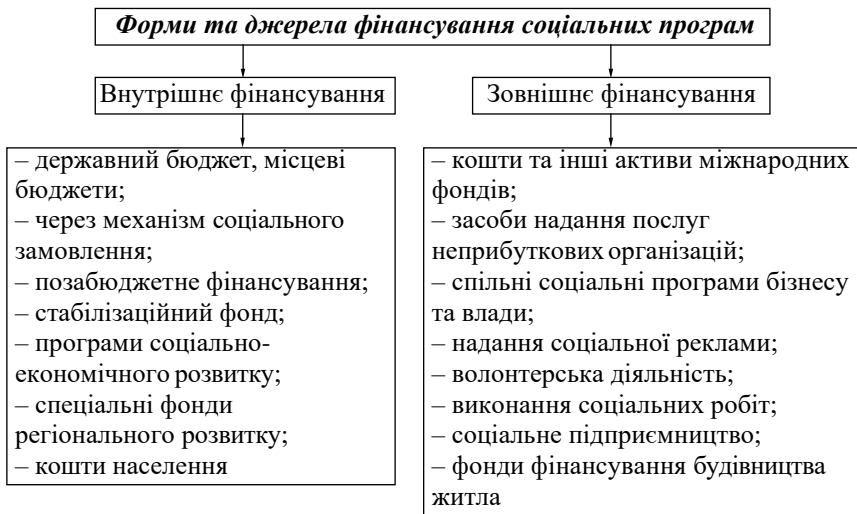 Форми та джерела фінансування соціальних програм
Внутрішнє фінансування
Зовнішнє фінансування
– державний бюджет, місцеві
бюджети;
– через механізм соціального
замовлення;
– позабюджетне фінансування;
– стабілізаційний фонд;
– програми соціально-
економічного розвитку;
– спеціальні фонди
регіонального розвитку;
– кошти населення
– кошти та інші активи міжнародних
фондів;
– засоби надання послуг
неприбуткових організацій;
– спільні соціальні програми бізнесу
та влади;
– надання соціальної реклами;
– волонтерська діяльність;
– виконання соціальних робіт;
– соціальне підприємництво;
– фонди фінансування будівництва
житла